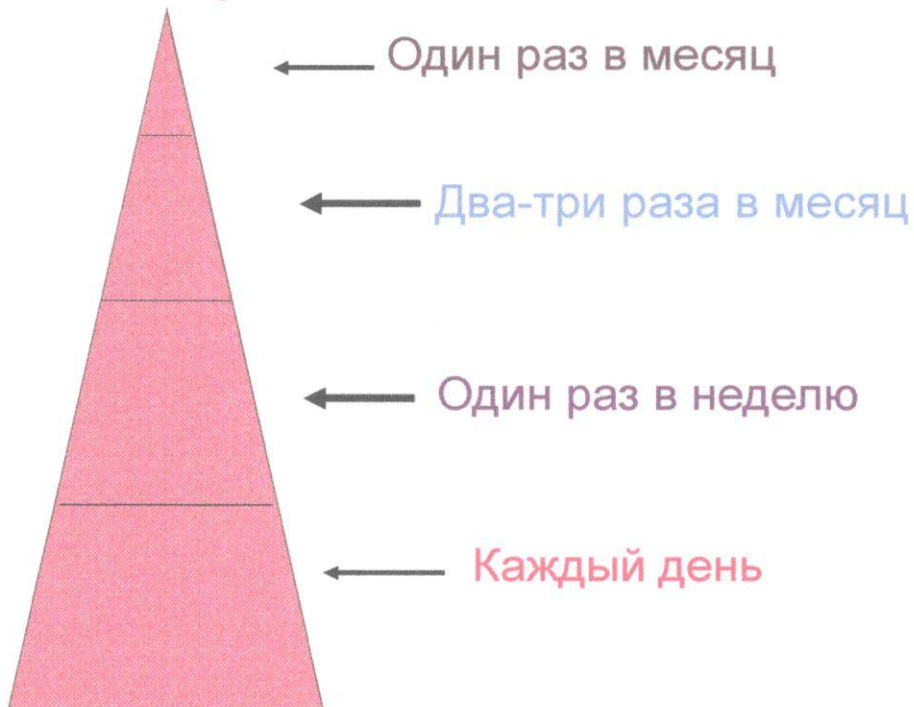 Один раз в месяц
Два-три раза в месяц
Один раз в неделю
Каждый день